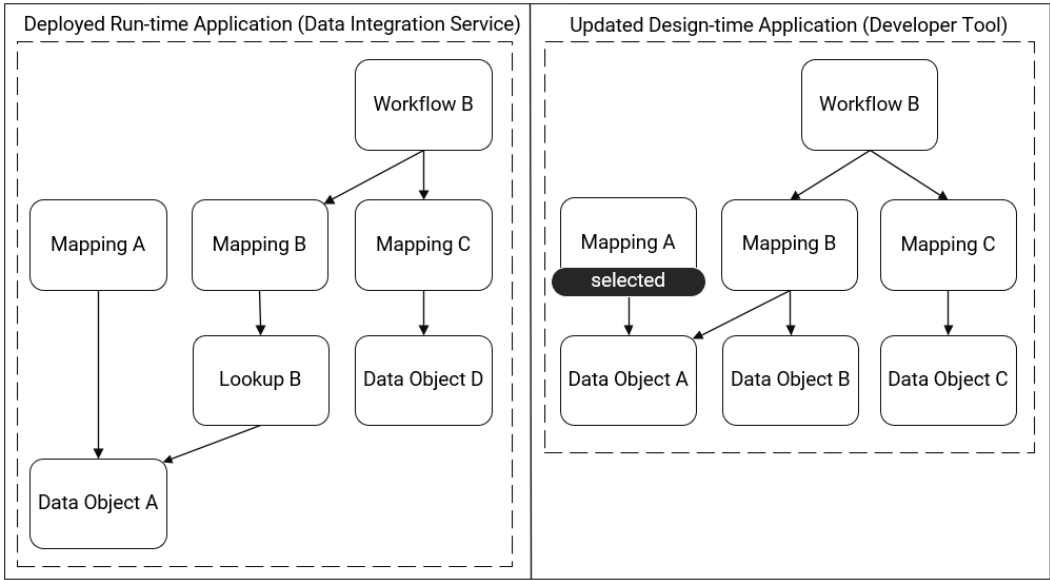 Deployed Run-time Application (Data Integration Service)
Workflow B
Mapping A
Mapping B
Mapping C
Lookup B
Data Object D
Data Object A
Updated Design-time Application (Developer Tool)
Workflow B
Mapping A
selected
Mapping B
Mapping C
Data Object A
Data Object B
Data Object C